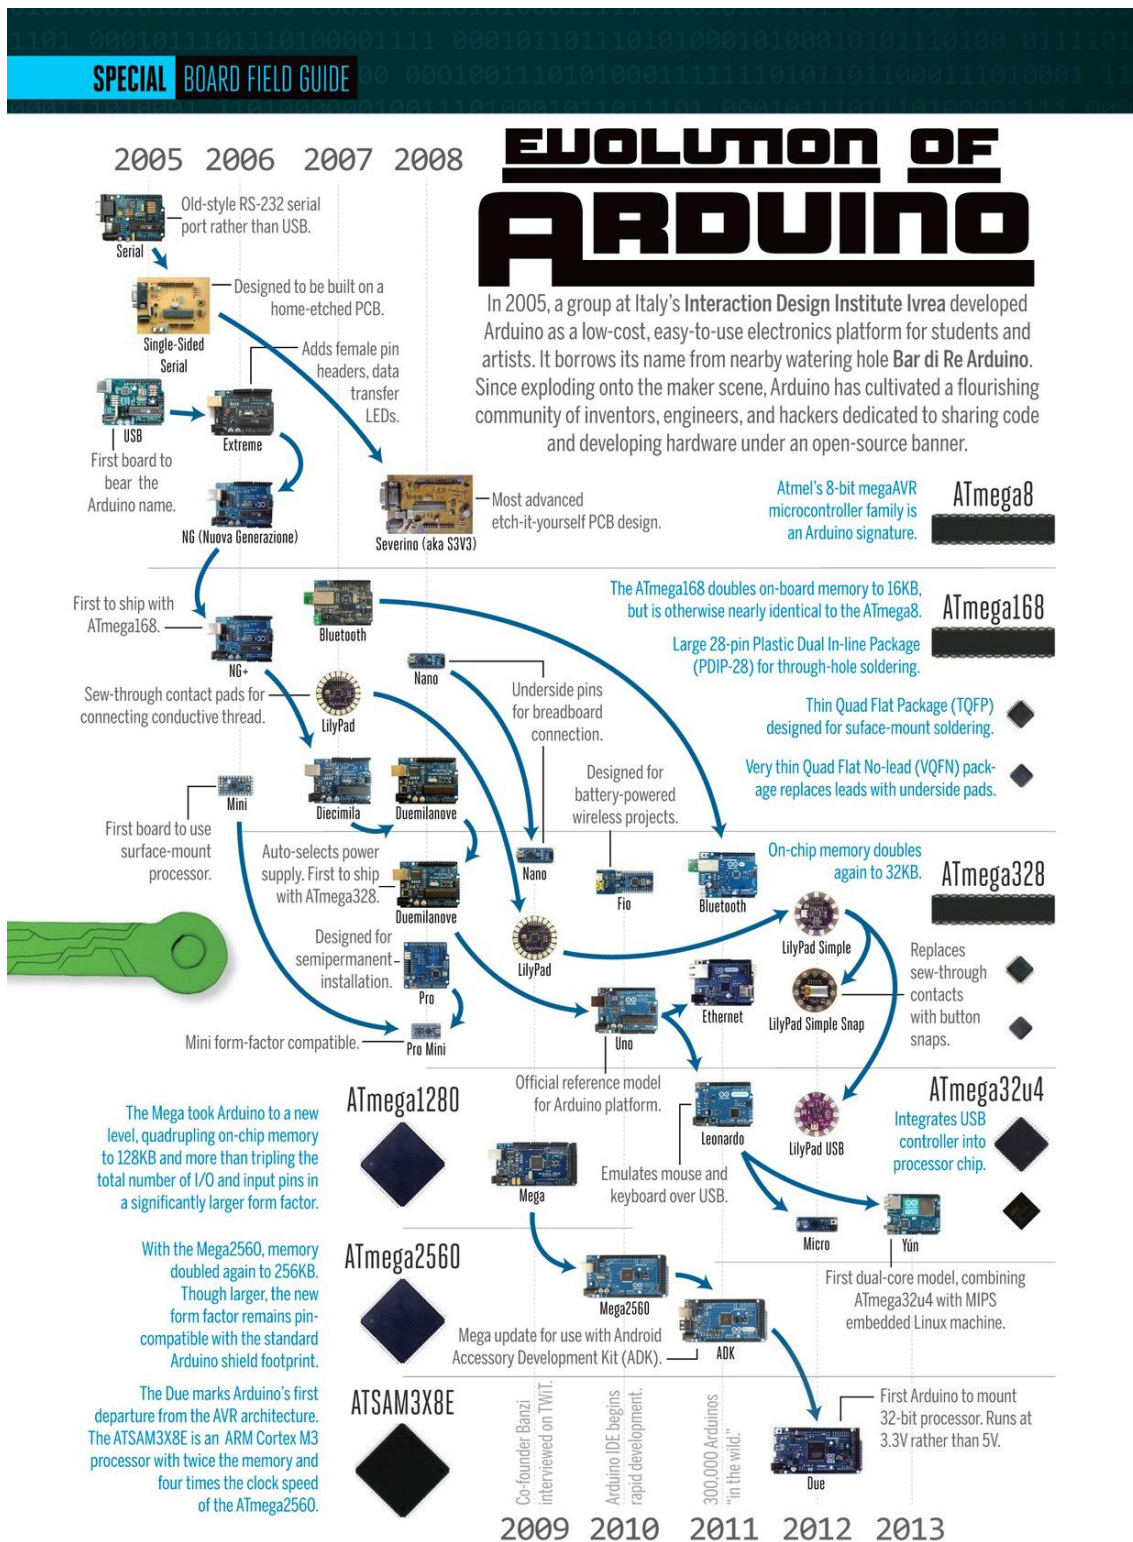 SPECIAL BOARD FIELD GUIDE
EVOLUTION OF
ARDUINO
2005 2006 2007 2008
In 2005, a group at Italy's Interaction Design Institute Ivrea developed
Arduino as a low-cost, easy-to-use electronics platform for students and
artists. It borrows its name from nearby watering hole Bar di Re Arduino.
Since exploding onto the maker scene, Arduino has cultivated a flourishing
community of inventors, engineers, and hackers dedicated to sharing code
and developing hardware under an open-source banner.
Old-style RS-232 serial
port rather than USB.
Serial
Designed to be built on a
home-etched PCB.
Single-Sided
Serial
Adds female pin
headers, data
transfer
LEDs.
USB
Extreme
First board to
bear the
Arduino name.
NG (Nuova Generazione)
Most advanced
etch-it-yourself PCB design.
Severino (aka S3V3)
Atmel's 8-bit megaAVR
microcontroller family is
an Arduino signature.
ATmega8
First to ship with
ATmega168.
NG+
Bluetooth
Nano
The ATmega168 doubles on-board memory to 16KB,
but is otherwise nearly identical to the ATmega8.
ATmega168
Large 28-pin Plastic Dual In-line Package
(PDIP-28) for through-hole soldering.
Sew-through contact pads for
connecting conductive thread.
LilyPad
Underside pins
for breadboard
connection.
Thin Quad Flat Package (TQFP)
designed for suface-mount soldering.
Very thin Quad Flat No-lead (VQFN) pack-
age replaces leads with underside pads.
Mini
Diecimila
Duemilanove
Designed for
battery-powered
wireless projects.
First board to use
surface-mount
processor.
Auto-selects power
supply. First to ship
with ATmega328.
Duemilanove
Nano
Fio
Bluetooth
On-chip memory doubles
again to 32KB.
ATmega328
Designed for
semipermanent
installation.
Pro
LilyPad
LilyPad Simple
Replaces
sew-through
contacts
with button
snaps.
Ethernet
LilyPad Simple Snap
Mini form-factor compatible.
Pro Mini
Uno
Official reference model
for Arduino platform.
Leonardo
LilyPad USB
ATmega32u4
Integrates USB
controller into
processor chip.
ATmega1280
The Mega took Arduino to a new
level, quadrupling on-chip memory
to 128KB and more than tripling the
total number of I/O and input pins in
a significantly larger form factor.
Mega
Emulates mouse and
keyboard over USB.
Micro
Yún
First dual-core model, combining
ATmega32u4 with MIPS
embedded Linux machine.
ATmega2560
With the Mega2560, memory
doubled again to 256KB.
Though larger, the new
form factor remains pin-
compatible with the standard
Arduino shield footprint.
Mega2560
Mega update for use with Android
Accessory Development Kit (ADK).
ADK
ATSAM3X8E
The Due marks Arduino's first
departure from the AVR architecture.
The ATSAM3X8E is an ARM Cortex M3
processor with twice the memory and
four times the clock speed
of the ATmega2560.
Co-founder Banzi
interviewed on TWiT.
Arduino IDE begins
rapid development.
300,000 Arduinos
"in the wild."
First Arduino to mount
32-bit processor. Runs at
3.3V rather than 5V.
Due
2009 2010 2011 2012 2013